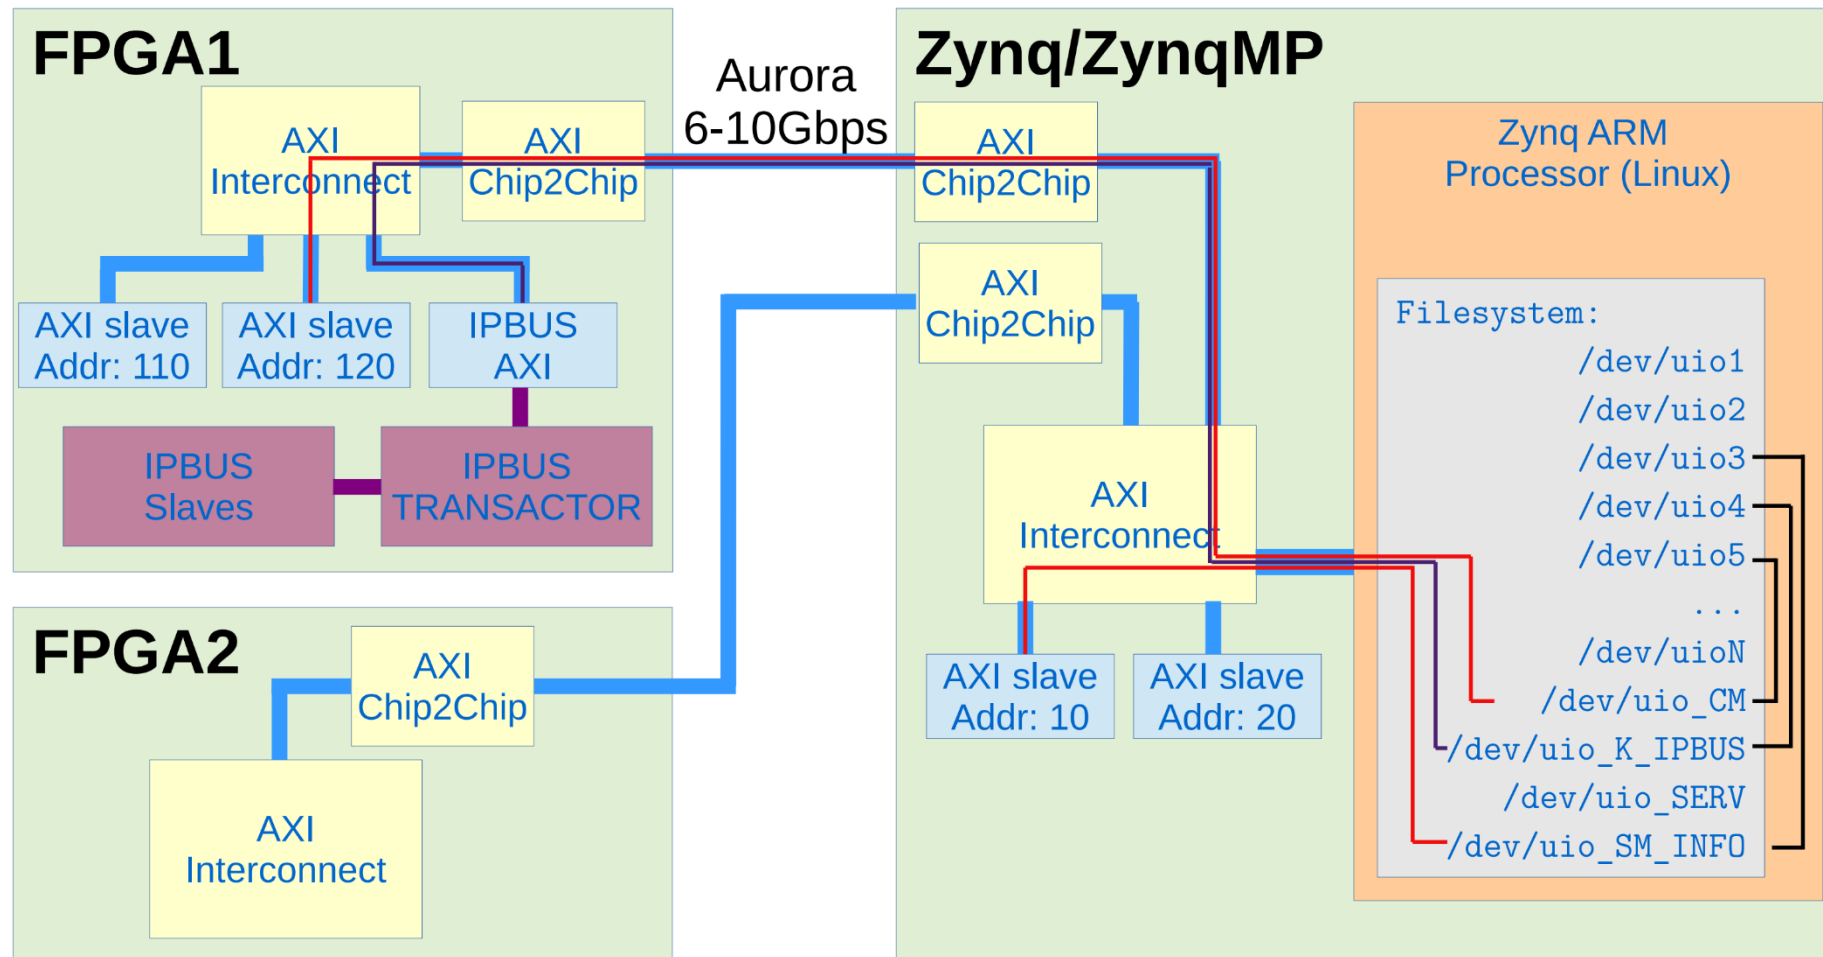 FPGA1
AXI
Interconnect
AXI
Chip2Chip
AXI slave
Addr: 110
AXI slave
Addr: 120
IPBUS
AXI
IPBUS
Slaves
IPBUS
TRANSACTOR
FPGA2
AXI
Chip2Chip
AXI
Interconnect
Aurora
6-10Gbps
Zynq/ZynqMP
AXI
Chip2Chip
AXI
Chip2Chip
AXI
Interconnect
AXI slave
Addr: 10
AXI slave
Addr: 20
Zynq ARM
Processor (Linux)
Filesystem:
/dev/uio1
/dev/uio2
/dev/uio3
/dev/uio4
/dev/uio5
...
/dev/uioN
/dev/uio_CM
/dev/uio_K_IPBUS
/dev/uio_SERV
/dev/uio_SM_INFO